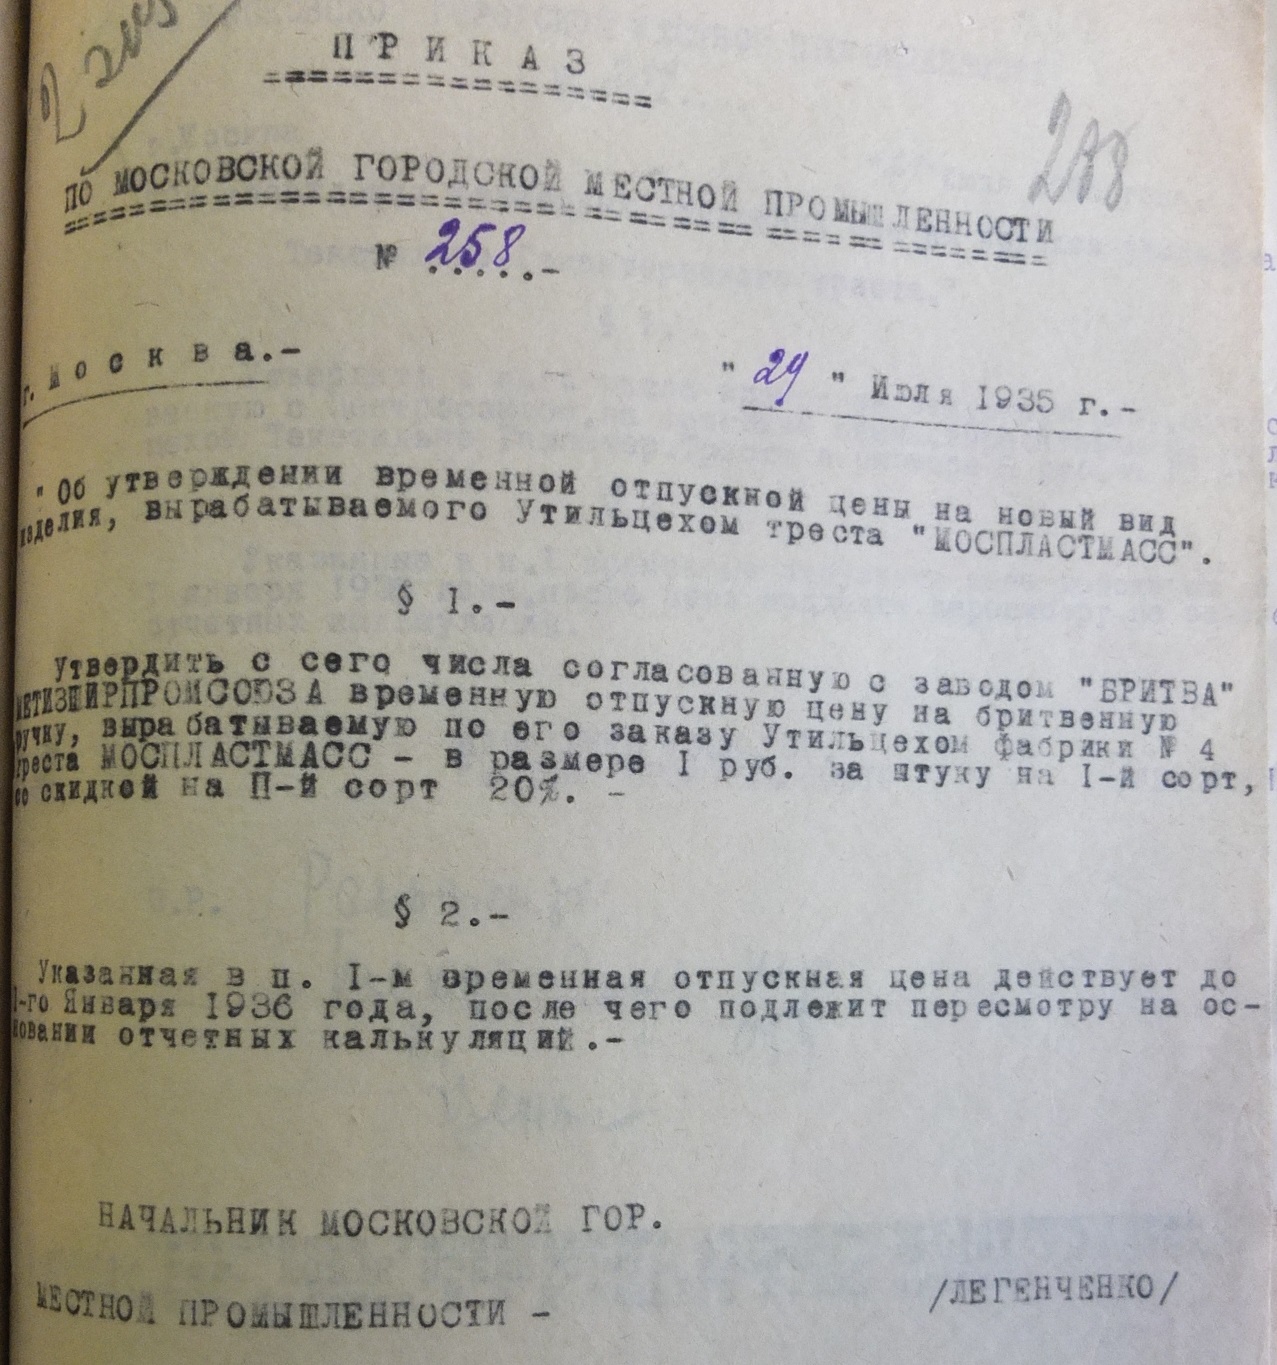 2 экз
П Р И К А З
ПО МОСКОВСКОЙ ГОРОДСКОЙ МЕСТНОЙ ПРОМЫШЛЕННОСТИ
№ 258.-
г. М о с к в а.-
" 29 " Июля 1935 г.-
"Об утверждении временной отпускной цены на новый вид
изделия, вырабатываемого Утильцехом треста "МОСПЛАСТМАСС".
§ I.-
Утвердить с сего числа согласованную с заводом "БРИТВА"
МЕТИЗШИРПРОМСОЮЗА временную отпускную цену на бритвенную
ручку, вырабатываемую по его заказу Утильцехом фабрики № 4
треста МОСПЛАСТМАСС - в размере I руб. за штуку на I-й сорт,
со скидкой на П-й сорт 20%. -
§ 2.-
Указанная в п. I-м временная отпускная цена действует до
I-го Января 1936 года, после чего подлежит пересмотру на ос-
новании отчетных калькуляций.-
НАЧАЛЬНИК МОСКОВСКОЙ ГОР.
МЕСТНОЙ ПРОМЫШЛЕННОСТИ -
/ЛЕГЕНЧЕНКО/